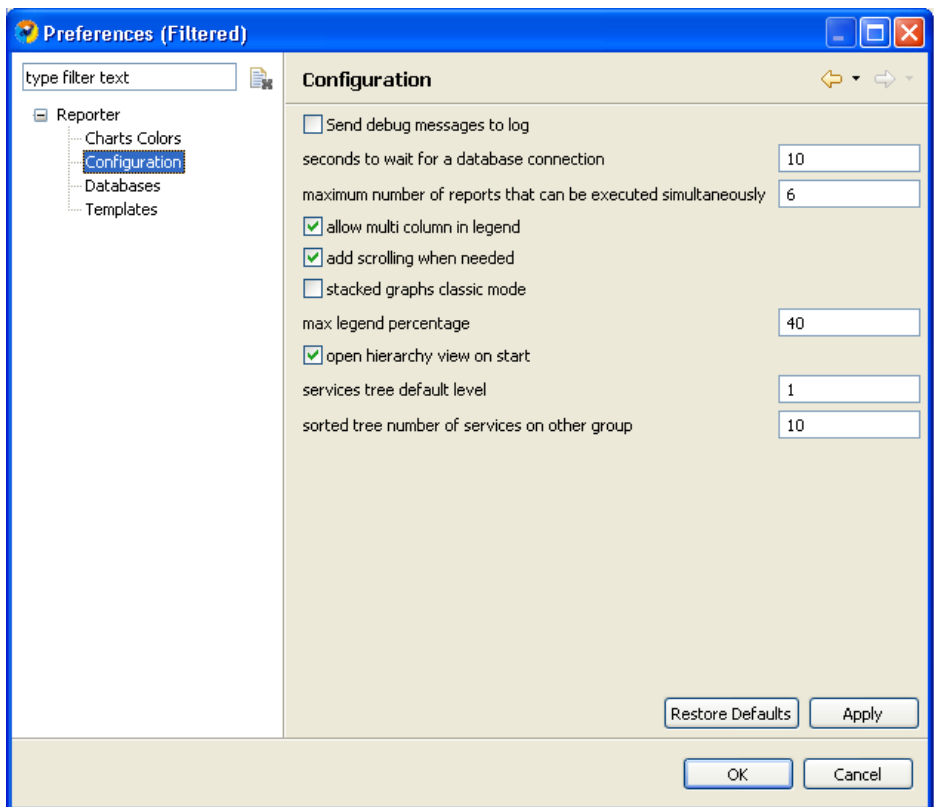 Preferences (Filtered)
type filter text
Reporter
Charts Colors
Configuration
Databases
Templates
Configuration
Send debug messages to log
seconds to wait for a database connection 10
maximum number of reports that can be executed simultaneously 6
allow multi column in legend
add scrolling when needed
stacked graphs classic mode
max legend percentage 40
open hierarchy view on start
services tree default level 1
sorted tree number of services on other group 10
Restore Defaults Apply
OK Cancel